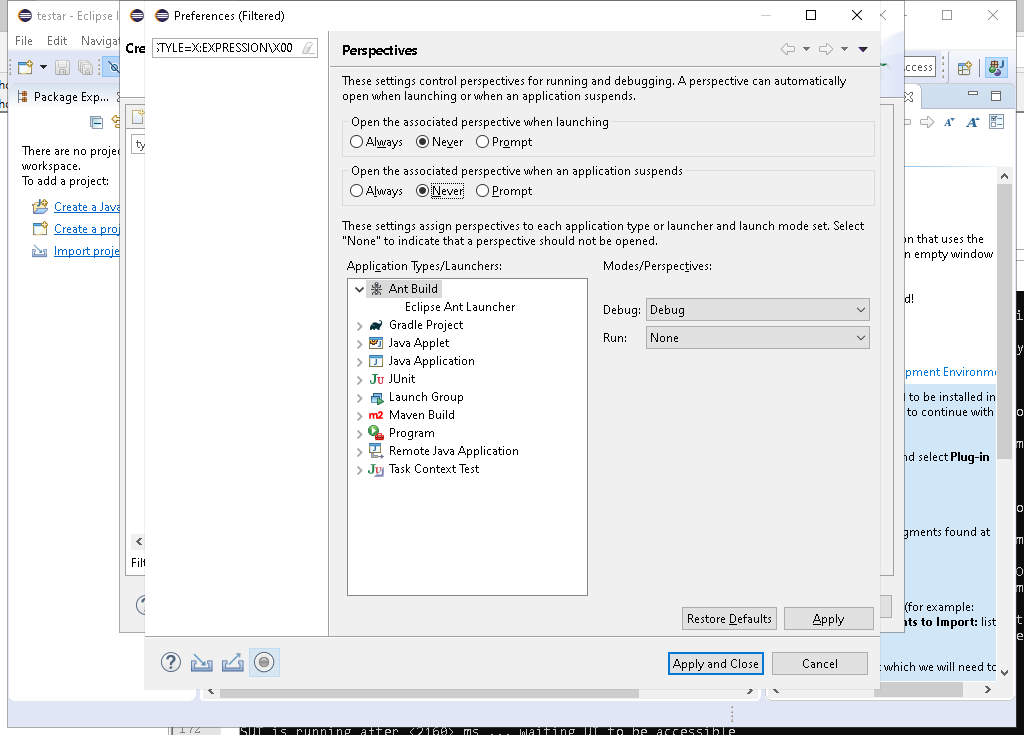 testar - Eclipse I
Preferences (Filtered)
File Edit Navigat
Cre
TYLE=X:EXPRESSION\X00
Perspectives
ccess
These settings control perspectives for running and debugging. A perspective can automatically
open when launching or when an application suspends.
Package Exp...
Open the associated perspective when launching
Always Never Prompt
ty
There are no projec
workspace.
To add a project:
Open the associated perspective when an application suspends
Always Never Prompt
Create a Java
Create a proj
Import proje
These settings assign perspectives to each application type or launcher and launch mode set. Select
"None" to indicate that a perspective should not be opened.
on that uses the
n empty window
Application Types/Launchers:
Modes/Perspectives:
Ant Build
Eclipse Ant Launcher
Gradle Project
Java Applet
Java Application
JUnit
Launch Group
Maven Build
Program
Remote Java Application
Task Context Test
Debug: Debug
Run: None
d!
pment Environme
l to be installed in
to continue with
nd select Plug-in
gments found at
Filt
(for example:
nts to Import: list
Restore Defaults Apply
which we will need to
Apply and Close Cancel
172
SUT is running after <2160> ms ... waiting UI to be accessible